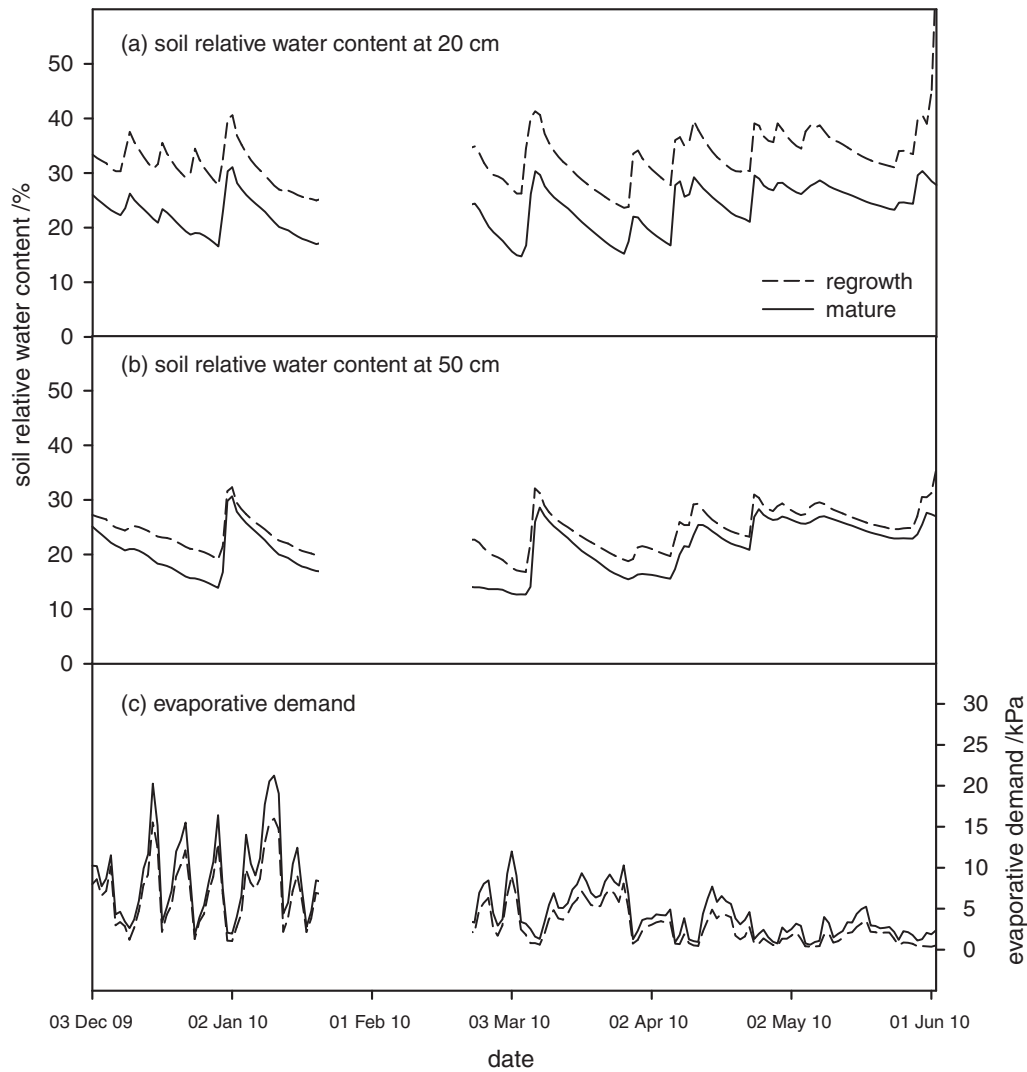 (a) soil relative water content at 20 cm
50
40
30
20
10
0
regrowth
mature
soil relative water content /%
(b) soil relative water content at 50 cm
50
40
30
20
10
0
(c) evaporative demand
30
25
20
15
10
5
0
evaporative demand /kPa
03 Dec 09 02 Jan 10 01 Feb 10 03 Mar 10 02 Apr 10 02 May 10 01 Jun 10
date